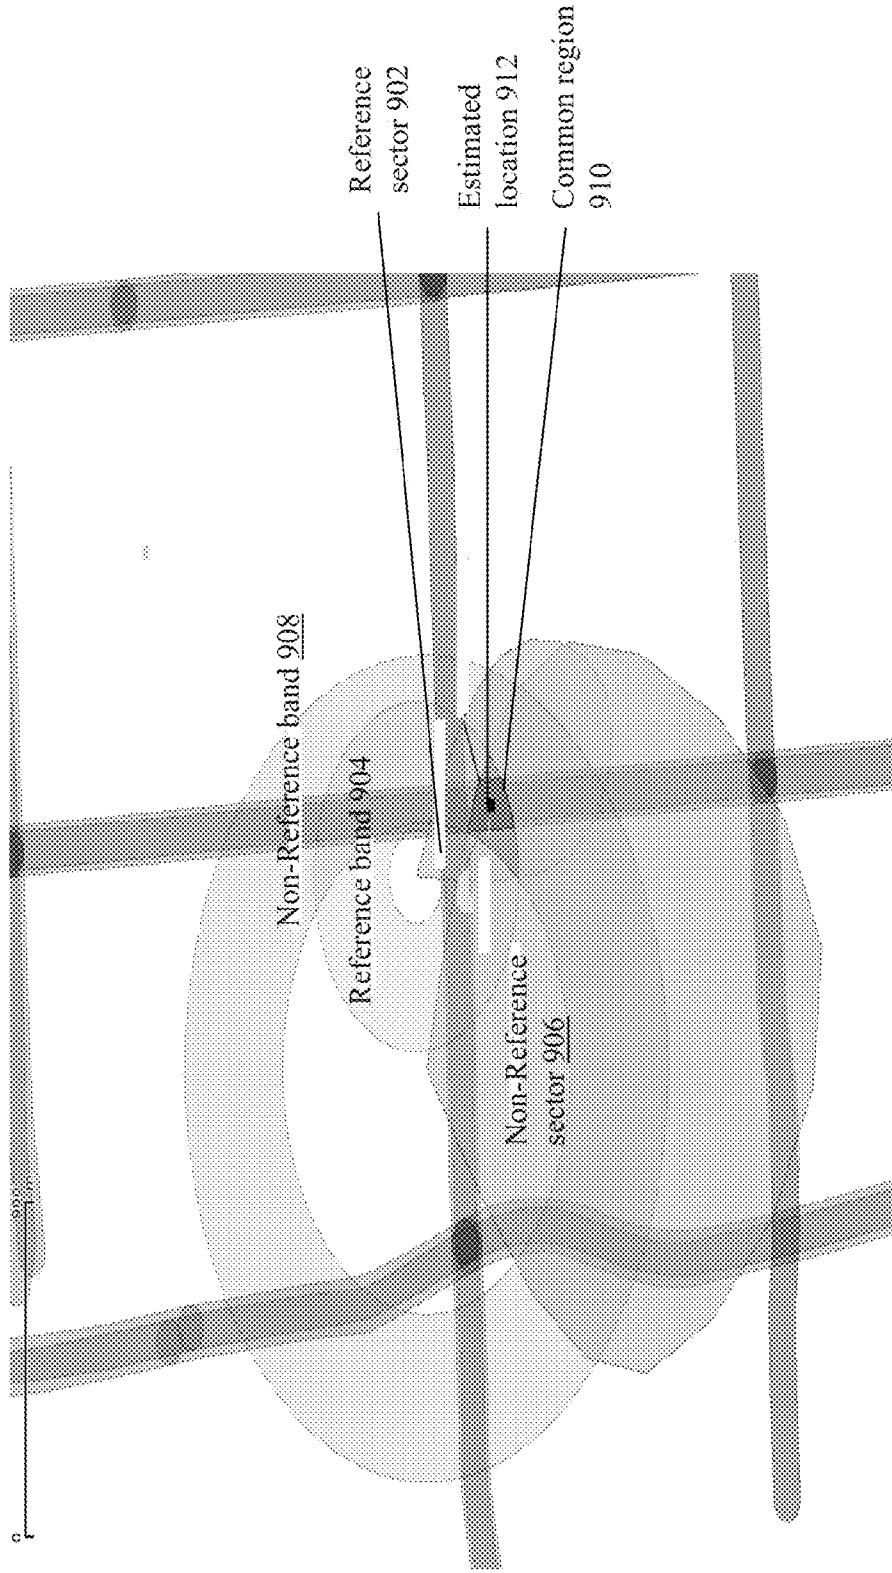 Reference
sector 902
Estimated
location 912
Common region
910
Non-Reference band 908
Reference band 904
Non-Reference
sector 906